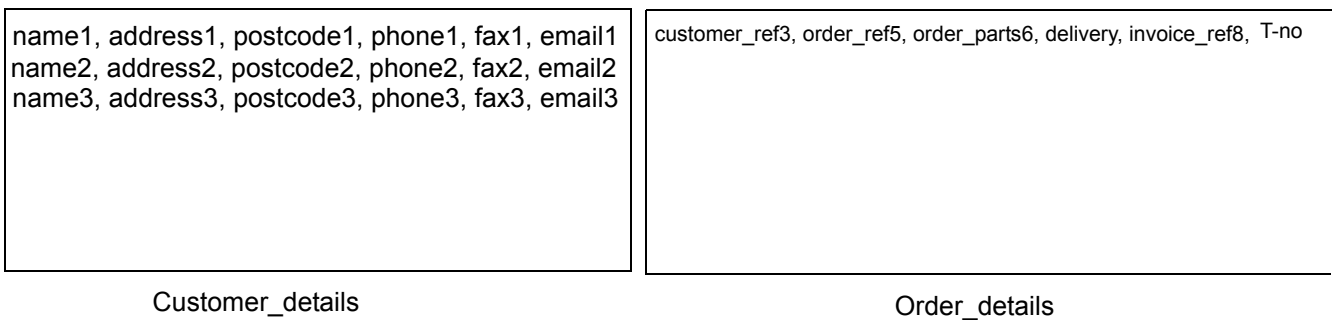 name1, address1, postcode1, phone1, fax1, email1
name2, address2, postcode2, phone2, fax2, email2
name3, address3, postcode3, phone3, fax3, email3
customer_ref3, order_ref5, order_parts6, delivery, invoice_ref8, T-no
Customer_details
Order_details